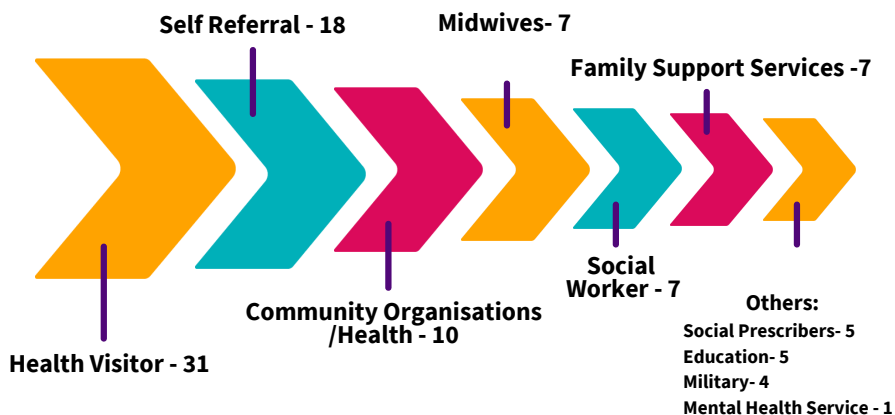 Self Referral - 18
Midwives- 7
Family Support Services -7
Social
Worker - 7
Community Organisations
/Health - 10
Health Visitor - 31
Others:
Social Prescribers- 5
Education- 5
Military- 4
Mental Health Service - 1